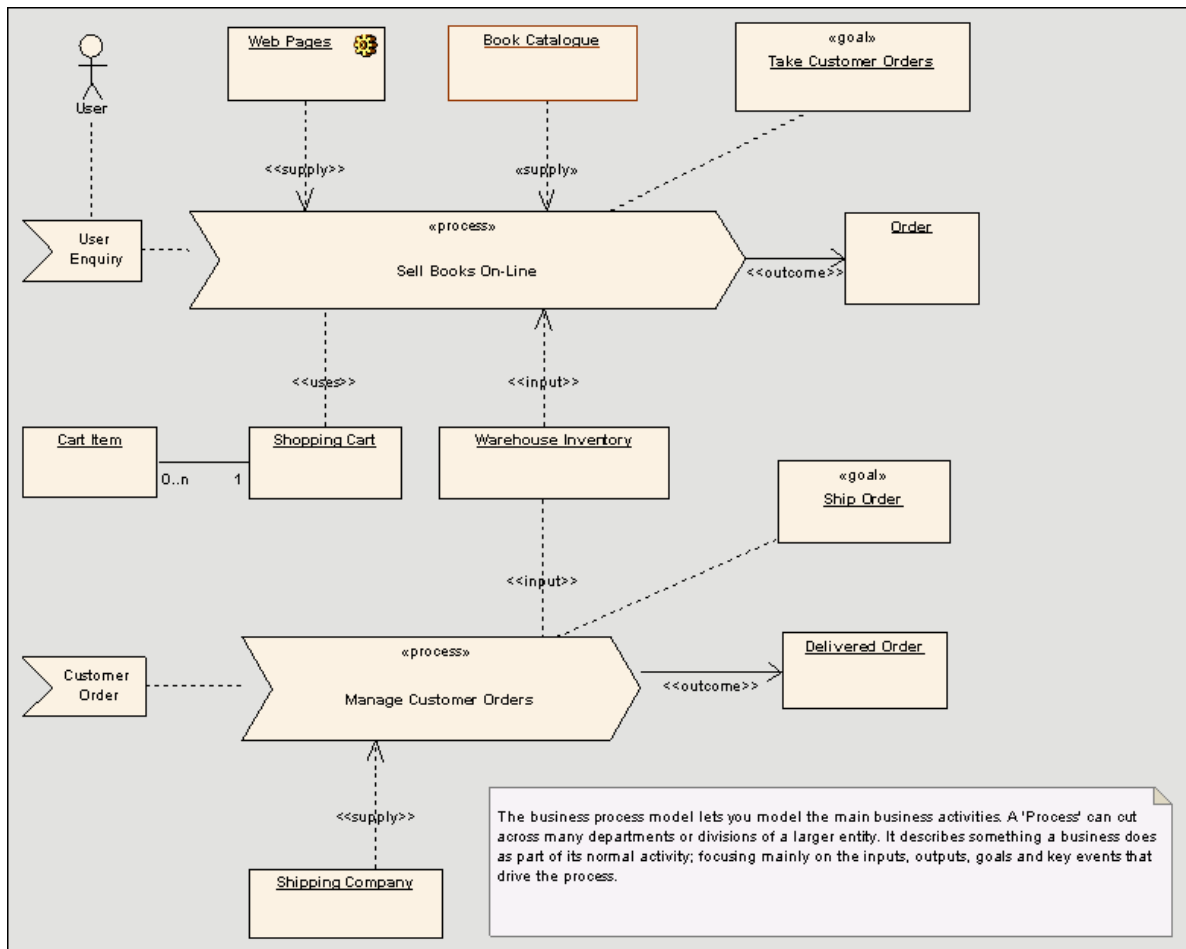 Web Pages
Book Catalogue
«goal»
Take Customer Orders
User
<<supply>>
«supply»
User
Enquiry
«process»
Sell Books On-Line
Order
<<outcome>>
<<uses>>
<<input>>
Cart Item
0..n
1
Shopping Cart
Warehouse Inventory
«goal»
Ship Order
<<input>>
Customer
Order
«process»
Manage Customer Orders
Delivered Order
<<outcome>>
<<supply>>
Shipping Company
The business process model lets you model the main business activities. A 'Process' can cut
across many departments or divisions of a larger entity. It describes something a business does
as part of its normal activity; focusing mainly on the inputs, outputs, goals and key events that
drive the process.